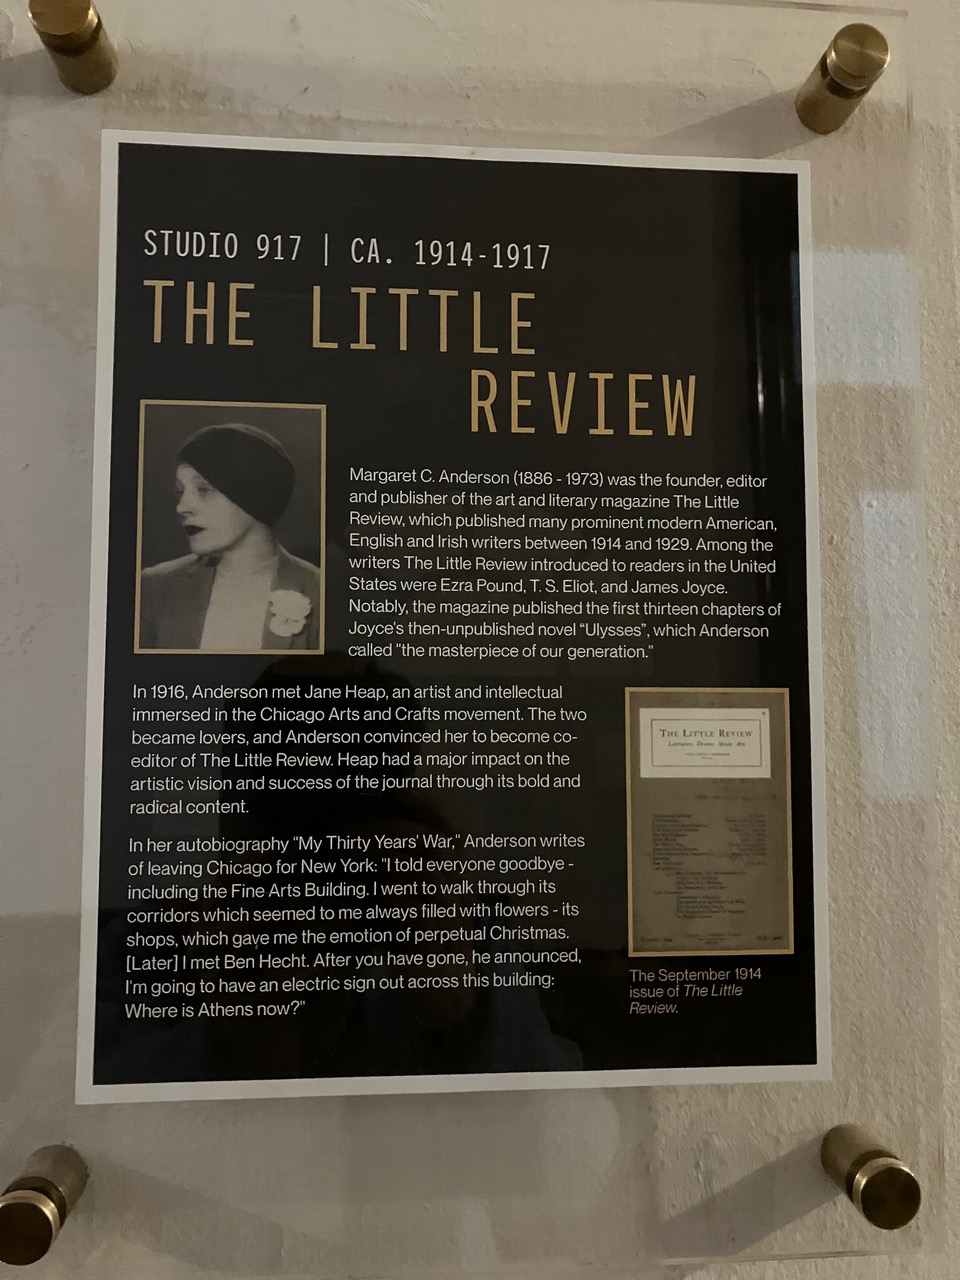 STUDIO 917 | CA. 1914-1917
THE LITTLE
REVIEW
Margaret C. Anderson (1886 - 1973) was the founder, editor
and publisher of the art and literary magazine The Little
Review, which published many prominent modern American,
English and Irish writers between 1914 and 1929. Among the
writers The Little Review introduced to readers in the United
States were Ezra Pound, T. S. Eliot, and James Joyce.
Notably, the magazine published the first thirteen chapters of
Joyce's then-unpublished novel “Ulysses”, which Anderson
called "the masterpiece of our generation."
In 1916, Anderson met Jane Heap, an artist and intellectual
immersed in the Chicago Arts and Crafts movement. The two
became lovers, and Anderson convinced her to become co-
editor of The Little Review. Heap had a major impact on the
artistic vision and success of the journal through its bold and
radical content.
In her autobiography "My Thirty Years' War," Anderson writes
of leaving Chicago for New York: "I told everyone goodbye -
including the Fine Arts Building. I went to walk through its
corridors which seemed to me always filled with flowers - its
shops, which gave me the emotion of perpetual Christmas.
[Later] I met Ben Hecht. After you have gone, he announced,
I'm going to have an electric sign out across this building:
Where is Athens now?"
THE LITTLE REVIEW
Literature Drama Music Art
The September 1914
issue of The Little
Review.